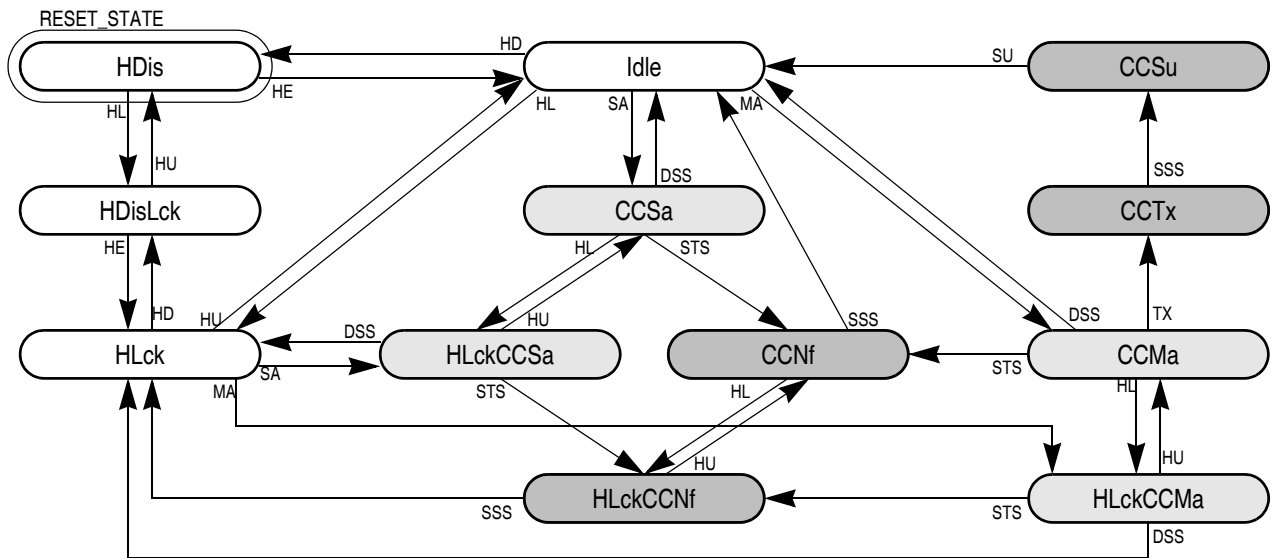 RESET_STATE
HDis
HD
Idle
SU
CCSu
HE
HL
HL
SA
MA
HU
DSS
SSS
HDisLck
CCSa
CCTx
HE
HL
STS
HD
HU
DSS
HU
SSS
DSS
TX
HLck
HLckCCSa
CCNf
CCMa
SA
MA
STS
HL
STS
HL
HU
HU
HLckCCNf
HLckCCMa
SSS
STS
DSS